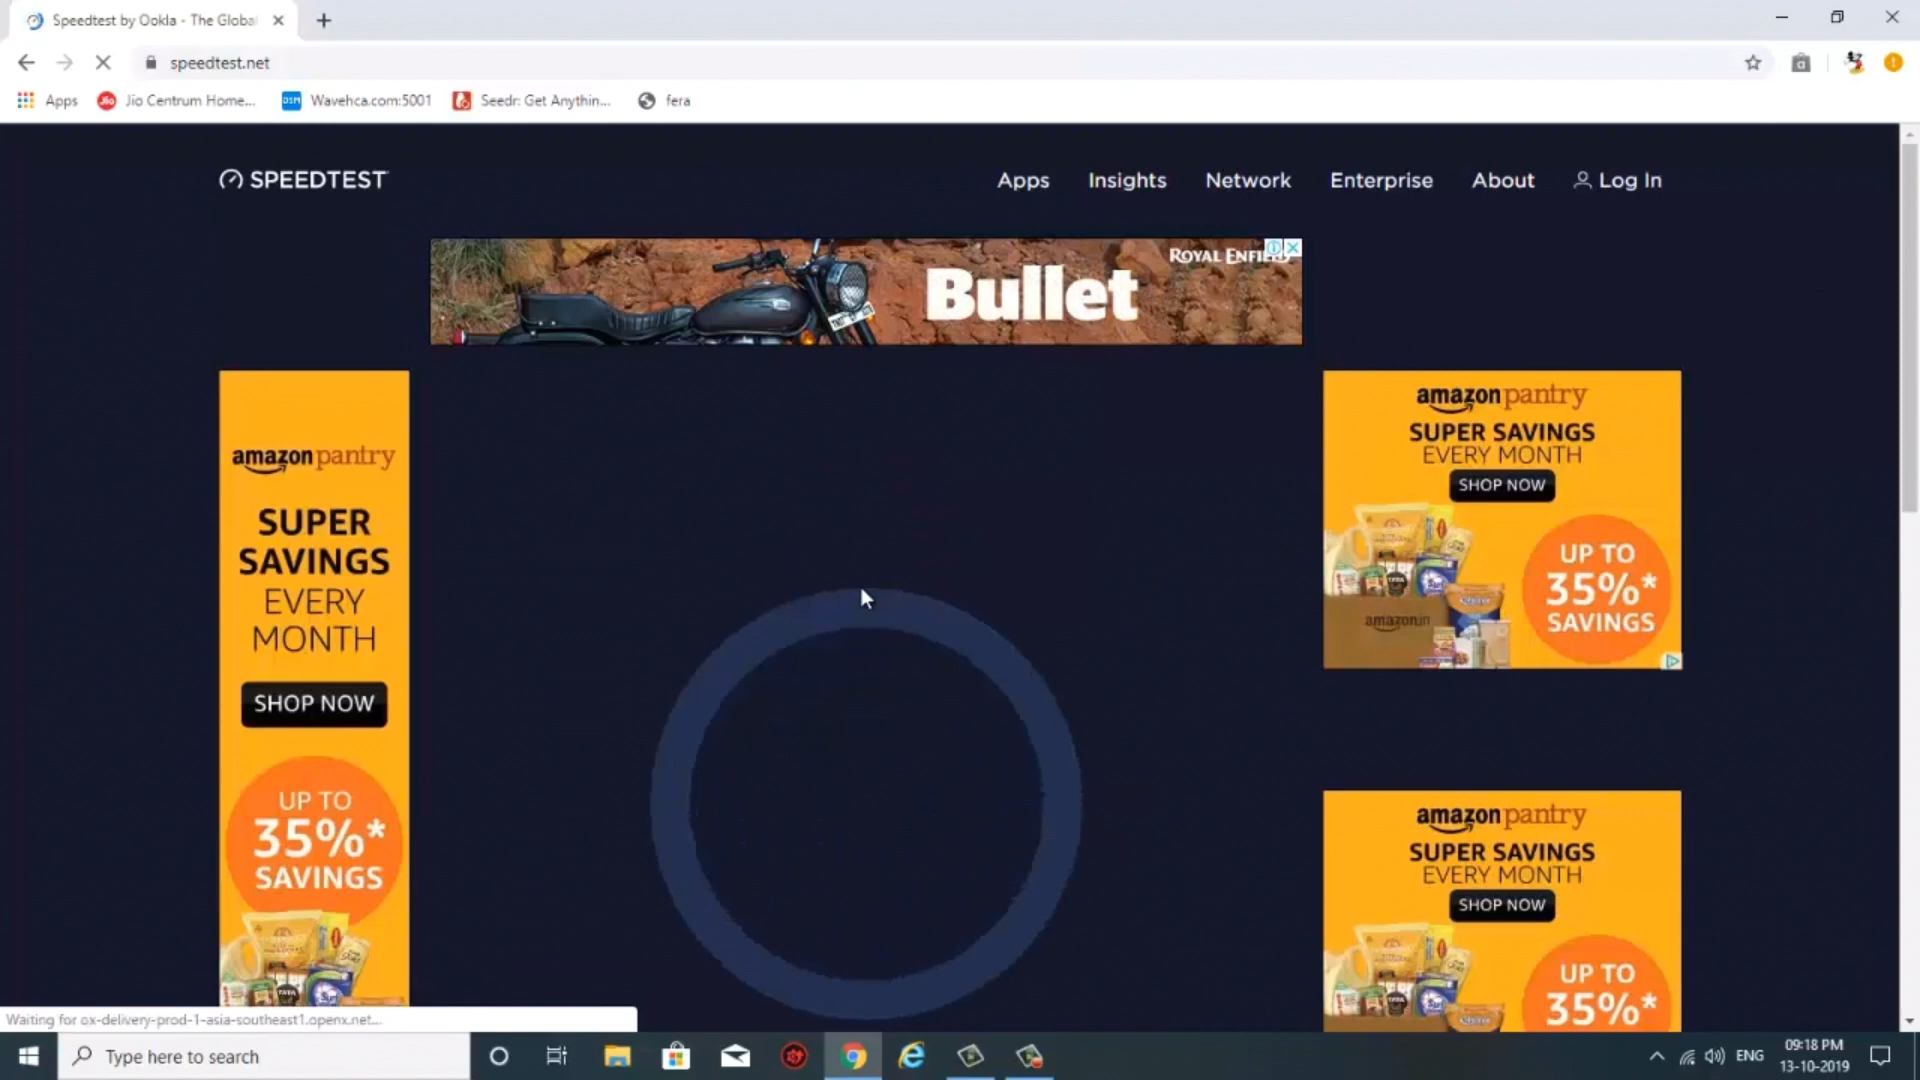 Speedtest by Ookla - The Global
speedtest.net
Apps
Jio Centrum Home...
Wavehca.com:5001
Seedr: Get Anythin...
fera
SPEEDTEST
Apps
Insights
Network
Enterprise
About
Log In
ROYAL ENFIELD
Bullet
amazon pantry
SUPER
SAVINGS
EVERY
MONTH
SHOP NOW
UP TO
35%*
SAVINGS
amazon pantry
SUPER SAVINGS
EVERY MONTH
SHOP NOW
UP TO
35%*
SAVINGS
amazon.in
amazon pantry
SUPER SAVINGS
EVERY MONTH
SHOP NOW
UP TO
35%*
Waiting for ox-delivery-prod-1-asia-southeast1.openx.net...
Type here to search
ENG
09:18 PM
13-10-2019